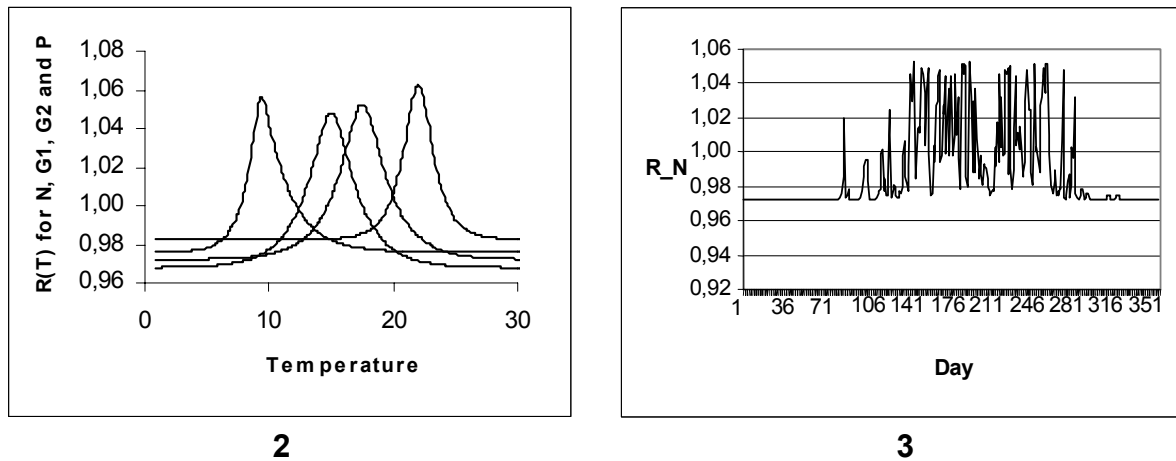 R(T) for N, G1, G2 and P
1,08
1,06
1,04
1,02
1,00
0,98
0,96
0 10 20 30
Temperature
2
R_N
1,06
1,04
1,02
1,00
0,98
0,96
0,94
0,92
1 36 71 106 141 176 211 246 281 316 351
Day
3